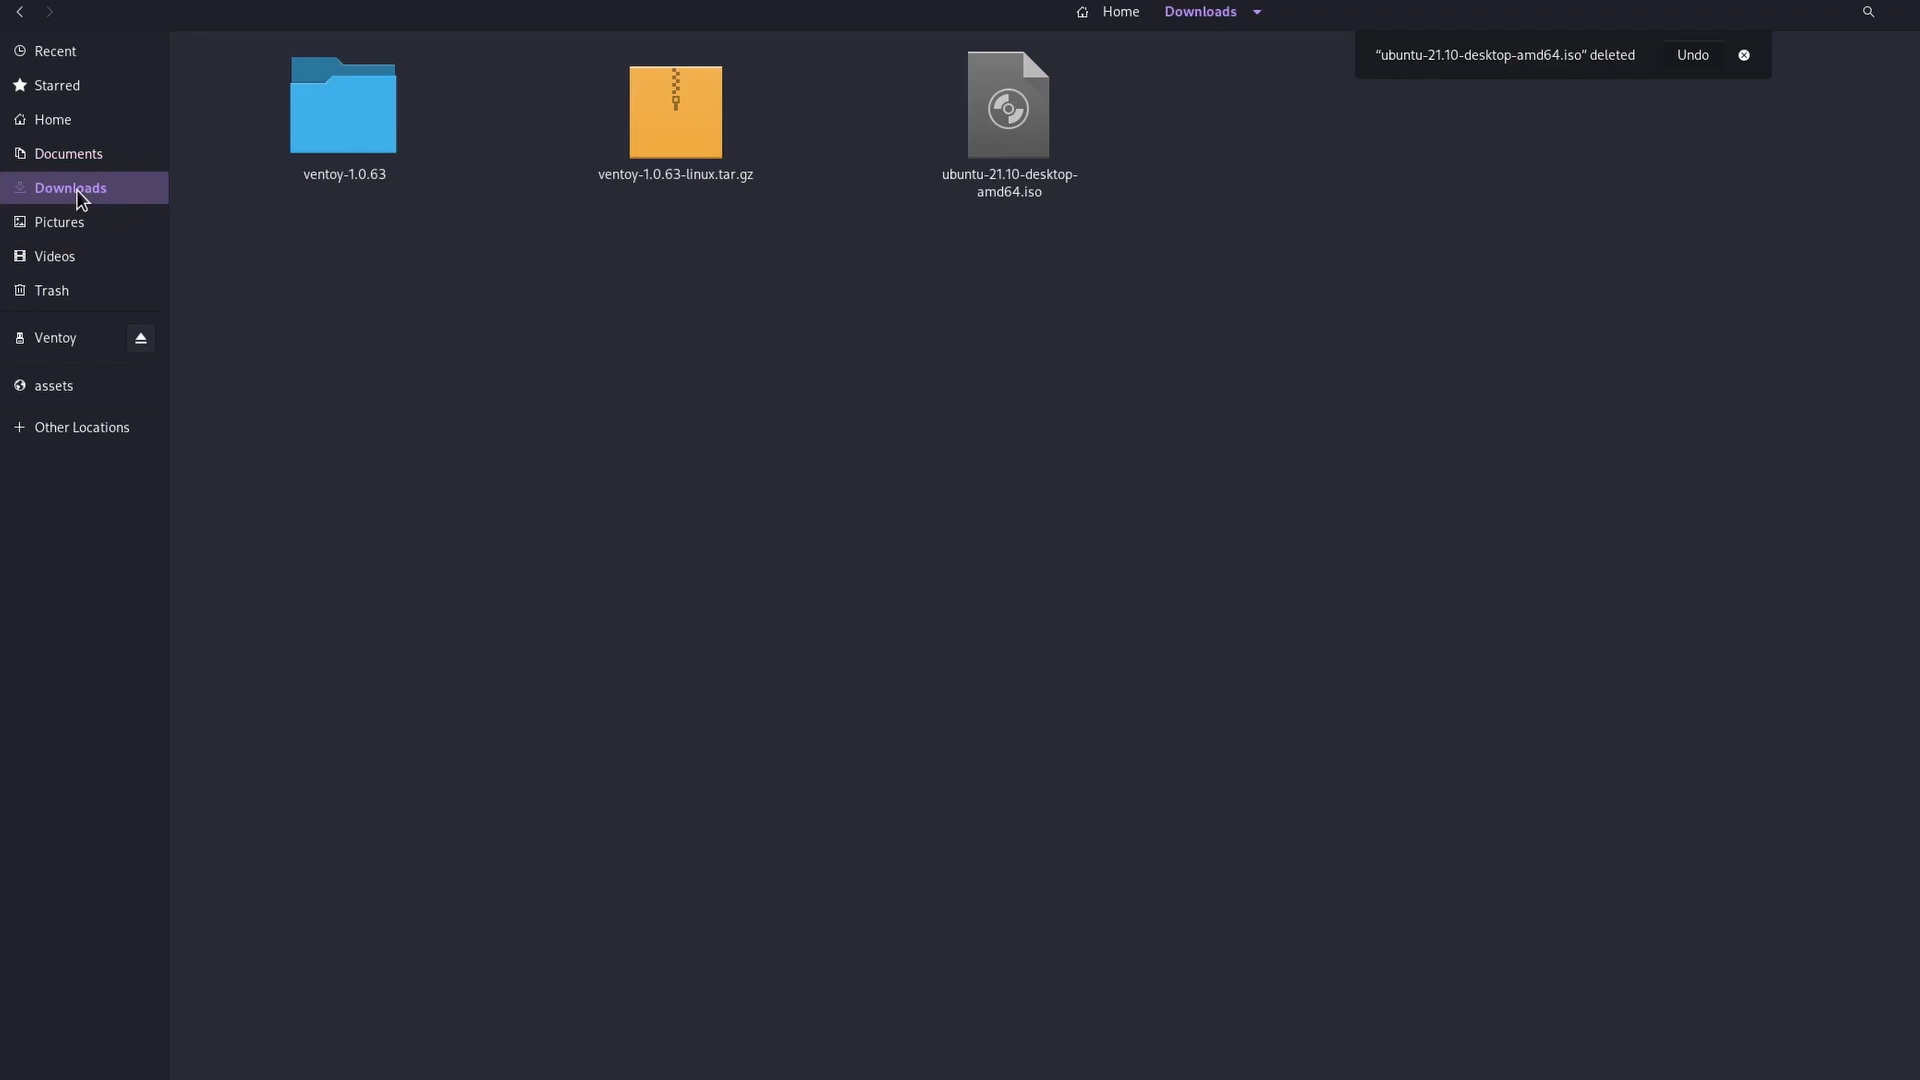 Home Downloads
“ubuntu-21.10-desktop-amd64.iso” deleted Undo
Recent
Starred
Home
Documents
Downloads
Pictures
Videos
Trash
Ventoy
assets
Other Locations
ventoy-1.0.63
ventoy-1.0.63-linux.tar.gz
ubuntu-21.10-desktop-
amd64.iso